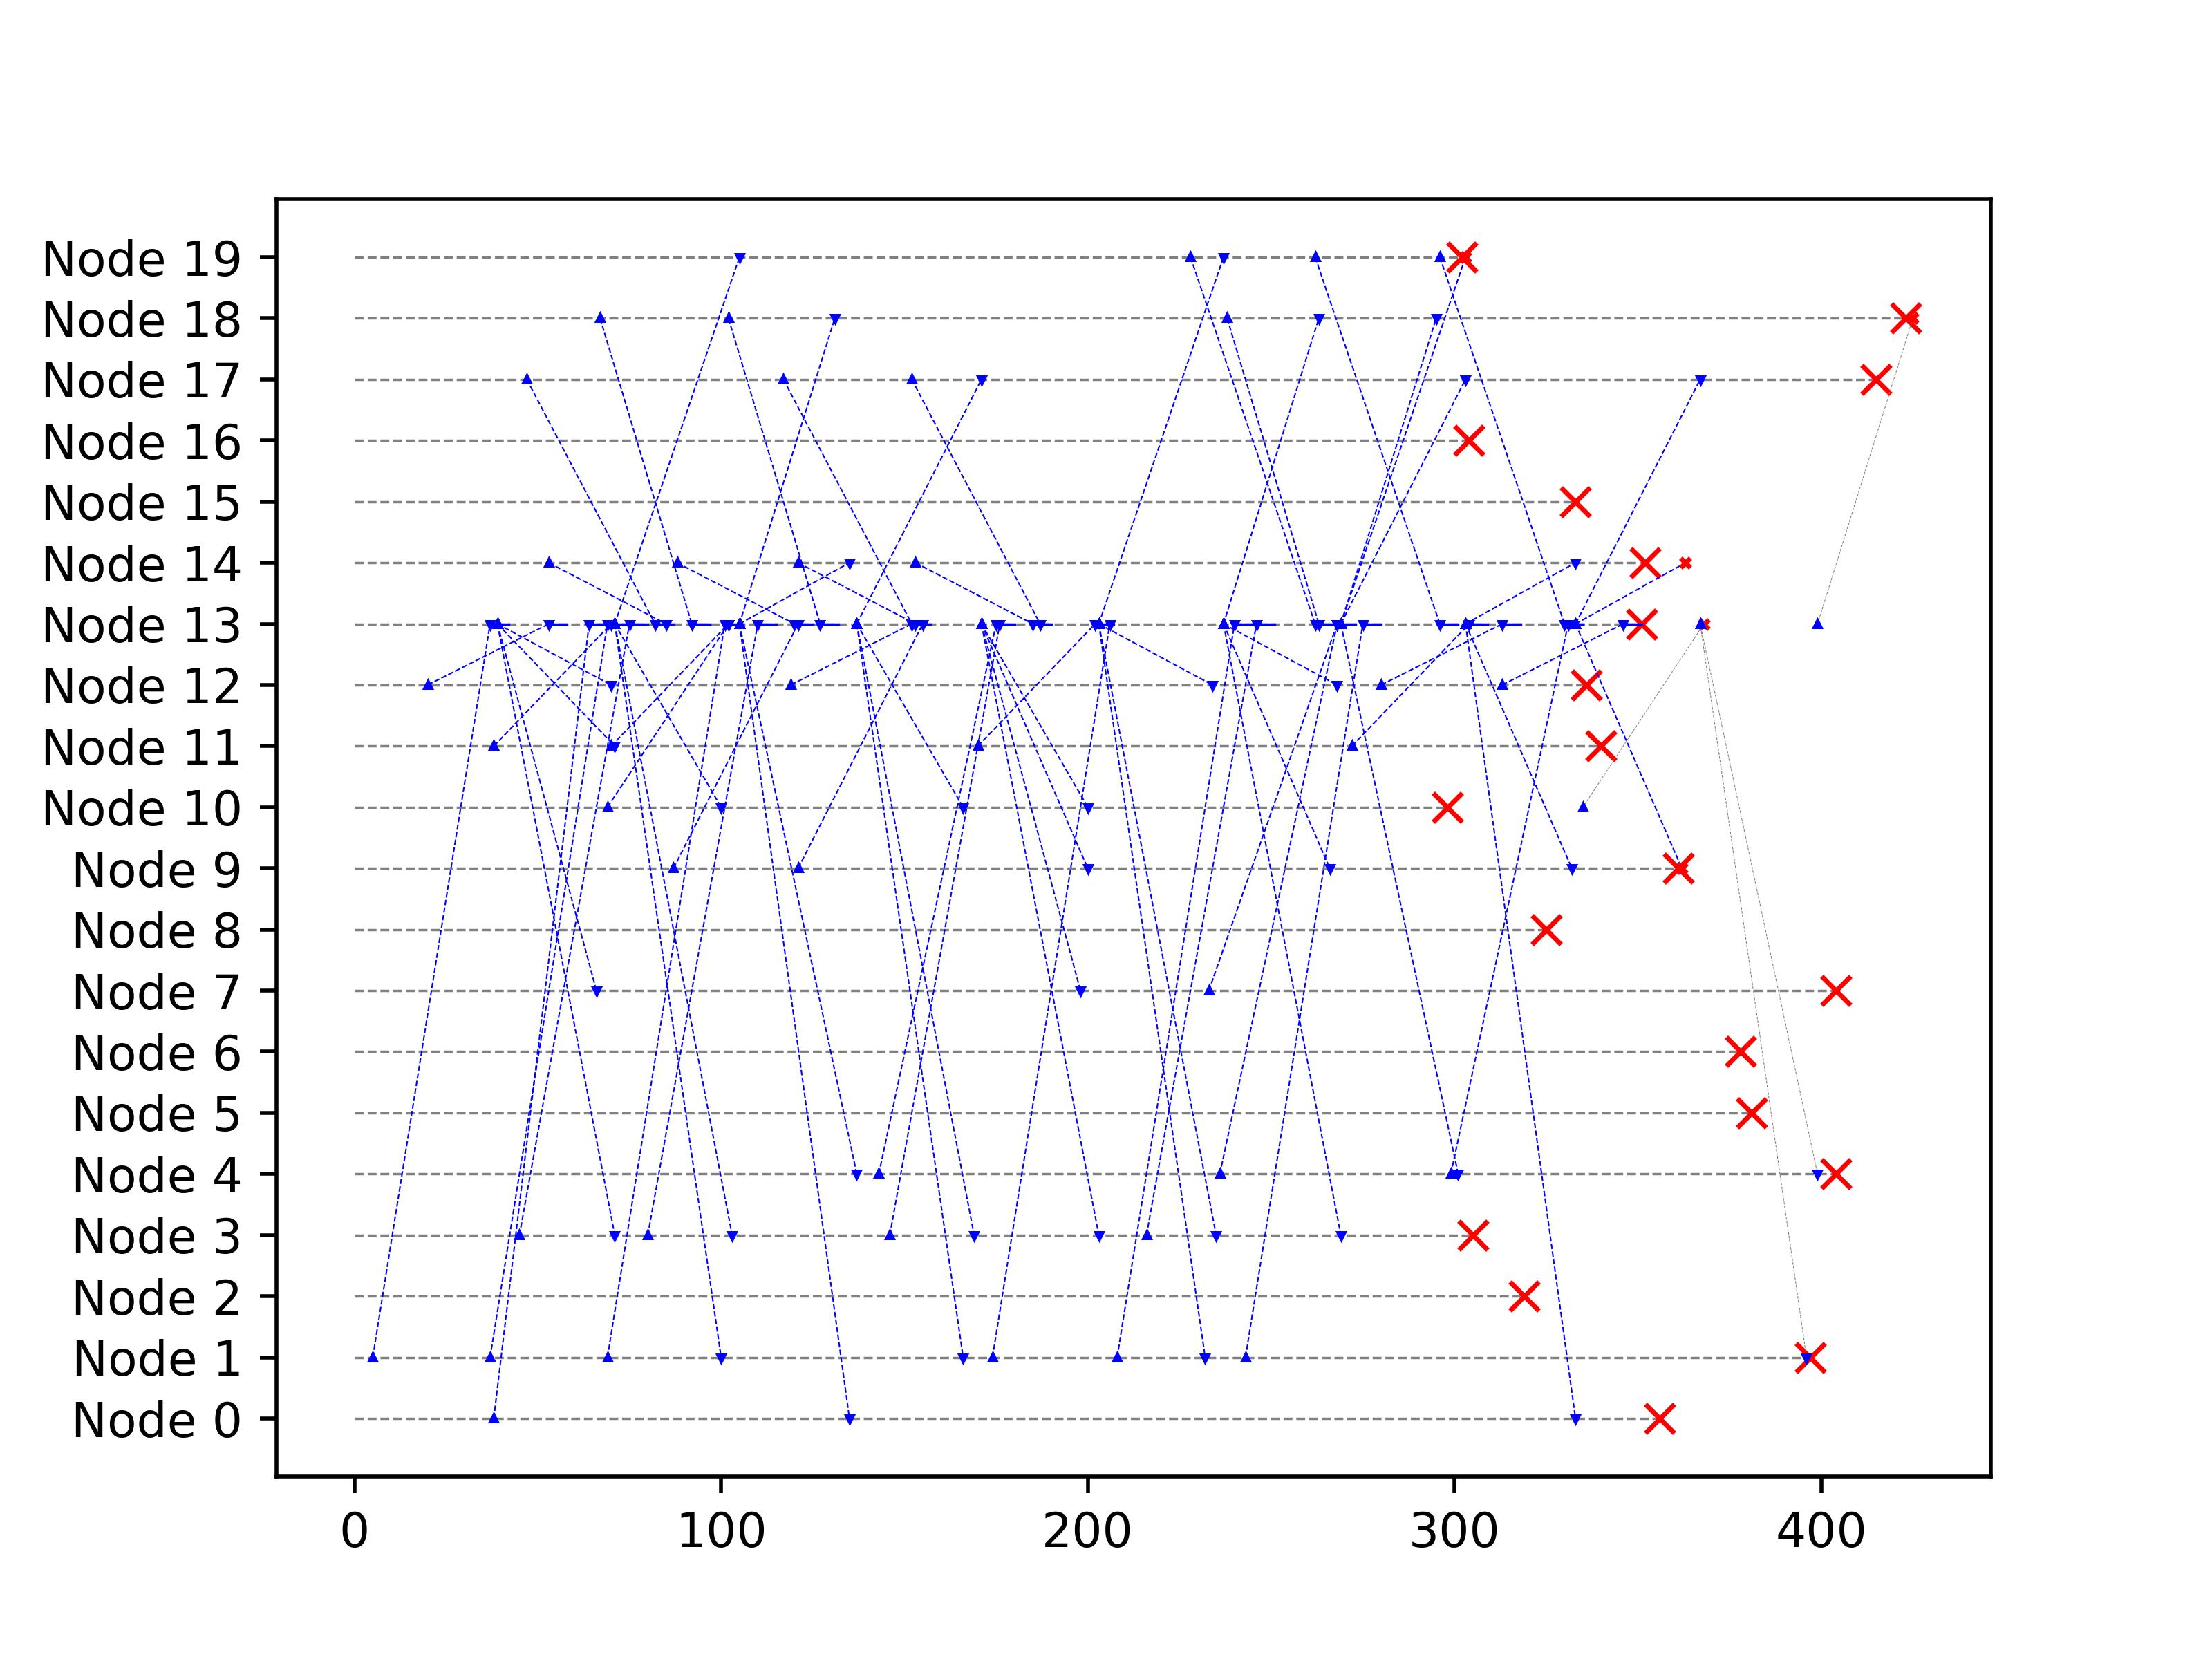 Node 19
Node 18
Node 17
Node 16
Node 15
Node 14
Node 13
Node 12
Node 11
Node 10
Node 9
Node 8
Node 7
Node 6
Node 5
Node 4
Node 3
Node 2
Node 1
Node 0
0 100 200 300 400